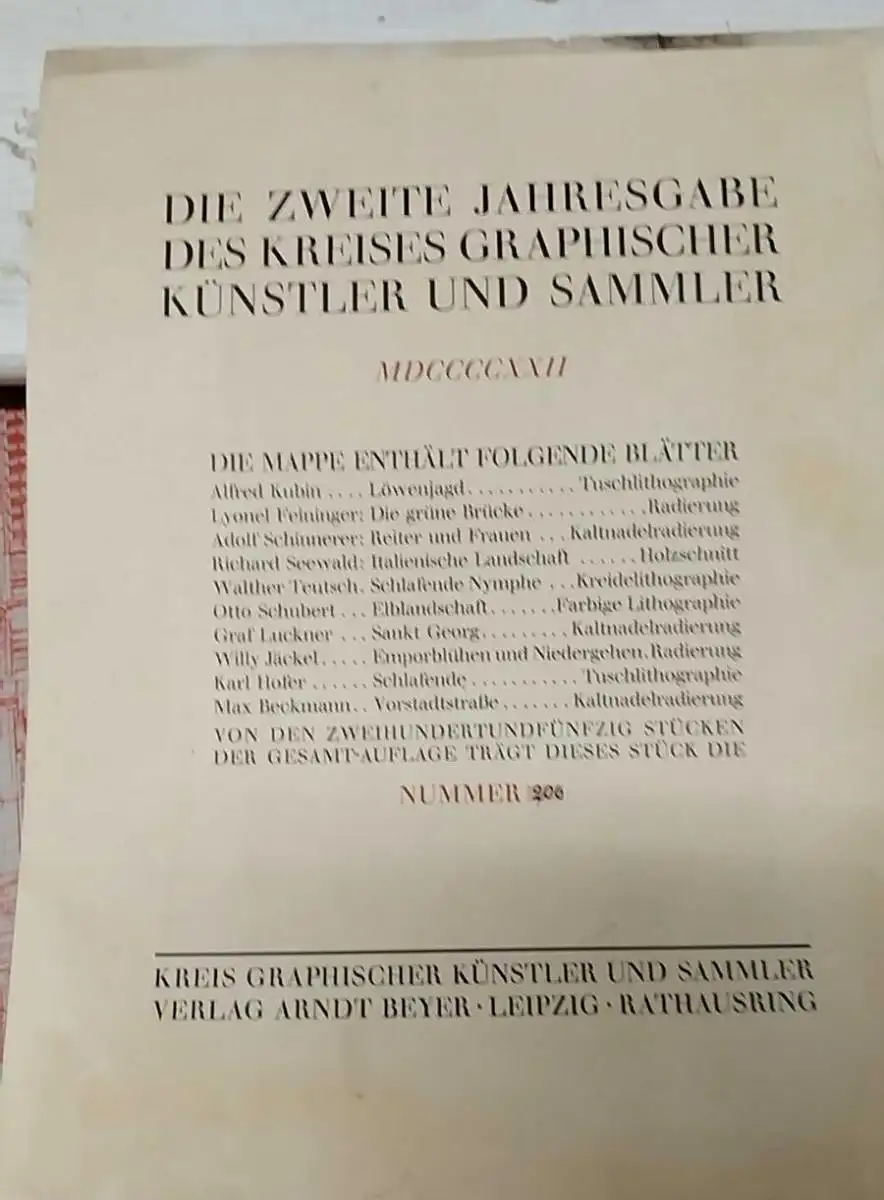 DIE ZWEITE JAHRESGABE
DES KREISES GRAPHISCHER
KÜNSTLER UND SAMMLER
MDCCCCXXII
DIE MAPPE ENTHÄLT FOLGENDE BLÄTTER
Alfred Kubin .... Löwenjagd........... Tuschlithographie
Lyonel Feininger: Die grüne Brücke ............Radierung
Adolf Schinnerer: Reiter und Frauen ... Kaltnadelradierung
Richard Seewald: Italienische Landschaft ...... Holzschnitt
Walther Teutsch. Schlafende Nymphe ...Kreidelithographie
Otto Schubert ... Elblandschaft.......Farbige Lithographie
Graf Luckner ... Sankt Georg......... Kaltnadelradierung
Willy Jäckel..... Emporblühen und Niedergehen.Radierung
Karl Hofer ...... Schlafende ........... Tuschlithographie
Max Beckmann.. Vorstadtstraße ....... Kaltnadelradierung
VON DEN ZWEIHUNDERTUNDFÜNFZIG STÜCKEN
DER GESAMT-AUFLAGE TRÄGT DIESES STÜCK DIE
NUMMER 206
KREIS GRAPHISCHER KÜNSTLER UND SAMMLER
VERLAG ARNDT BEYER · LEIPZIG · RATHAUSRING